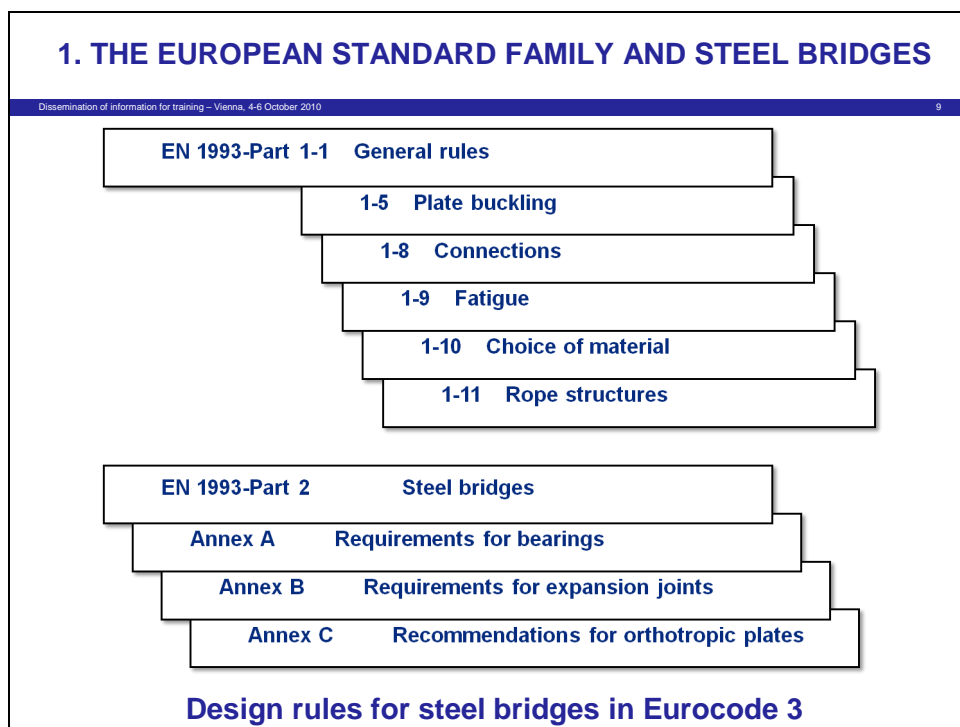 1. THE EUROPEAN STANDARD FAMILY AND STEEL BRIDGES
Dissemination of information for training – Vienna, 4-6 October 2010 9
EN 1993-Part 1-1 General rules
1-5 Plate buckling
1-8 Connections
1-9 Fatigue
1-10 Choice of material
1-11 Rope structures
EN 1993-Part 2 Steel bridges
Annex A Requirements for bearings
Annex B Requirements for expansion joints
Annex C Recommendations for orthotropic plates
Design rules for steel bridges in Eurocode 3